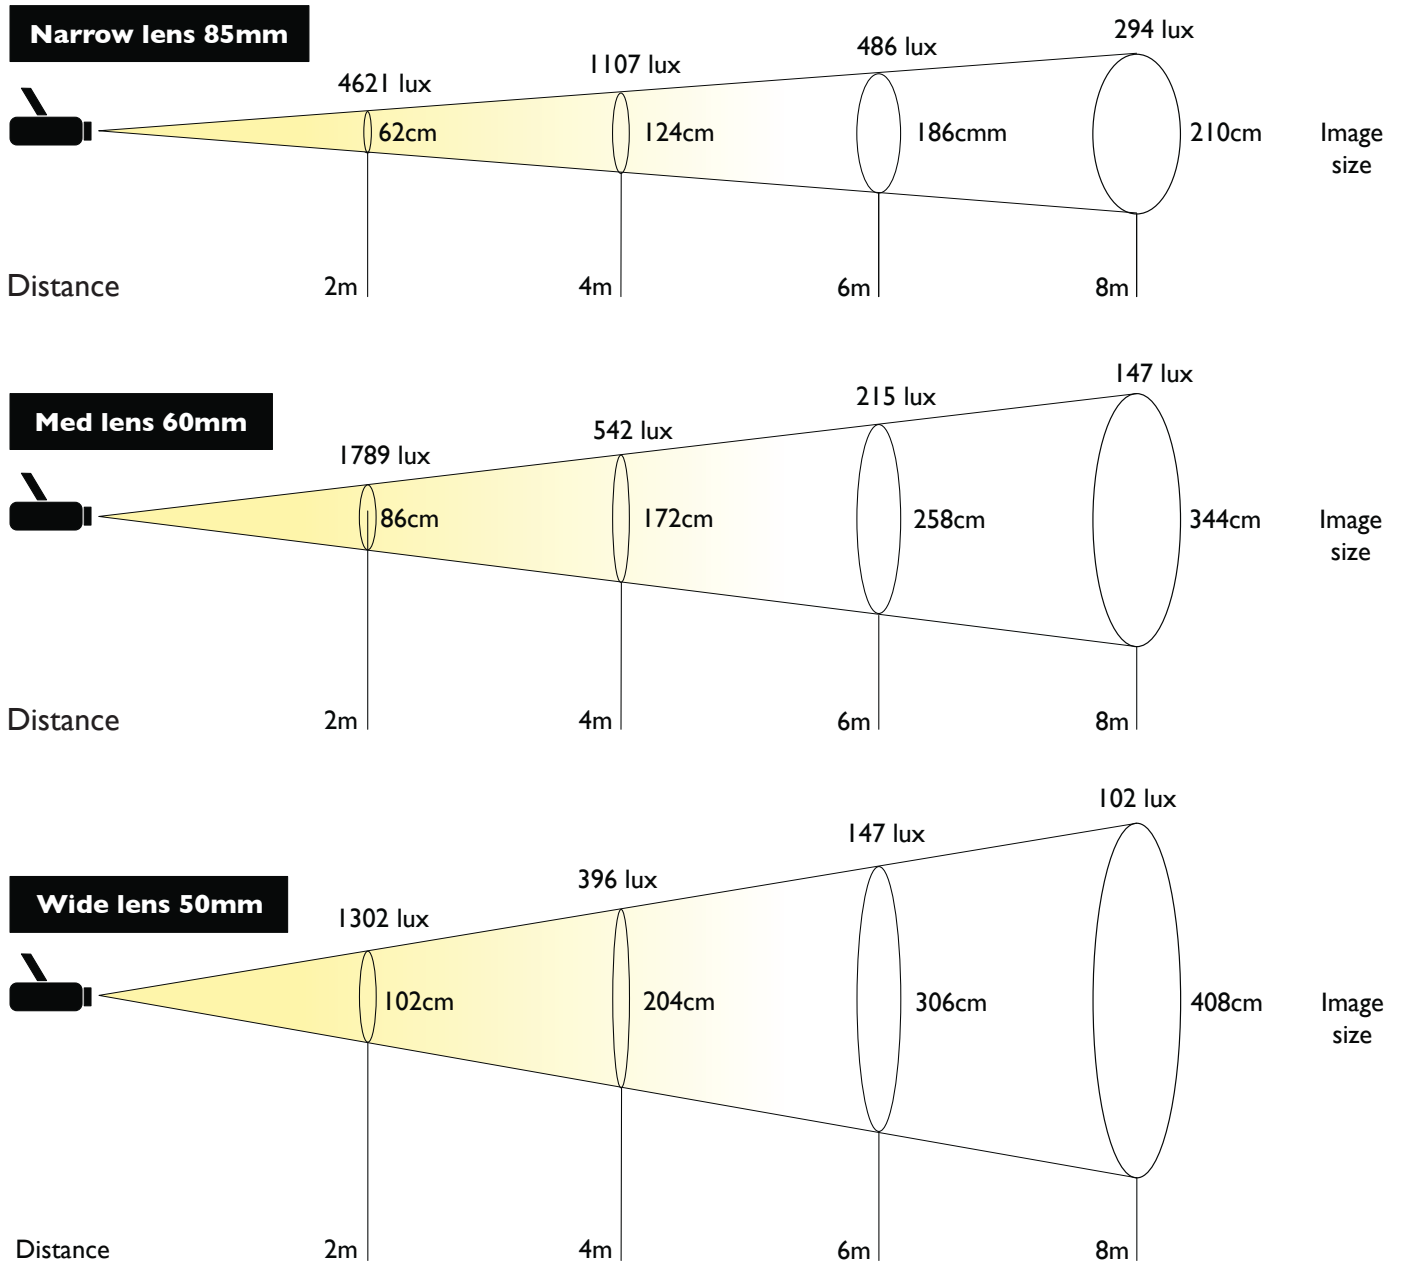 Narrow lens 85mm
294 lux
486 lux
1107 lux
4621 lux
62cm
124cm
186cmm
210cm
Image
size
Distance
2m
4m
6m
8m
Med lens 60mm
147 lux
215 lux
542 lux
1789 lux
86cm
172cm
258cm
344cm
Image
size
Distance
2m
4m
6m
8m
Wide lens 50mm
102 lux
147 lux
396 lux
1302 lux
102cm
204cm
306cm
408cm
Image
size
Distance
2m
4m
6m
8m